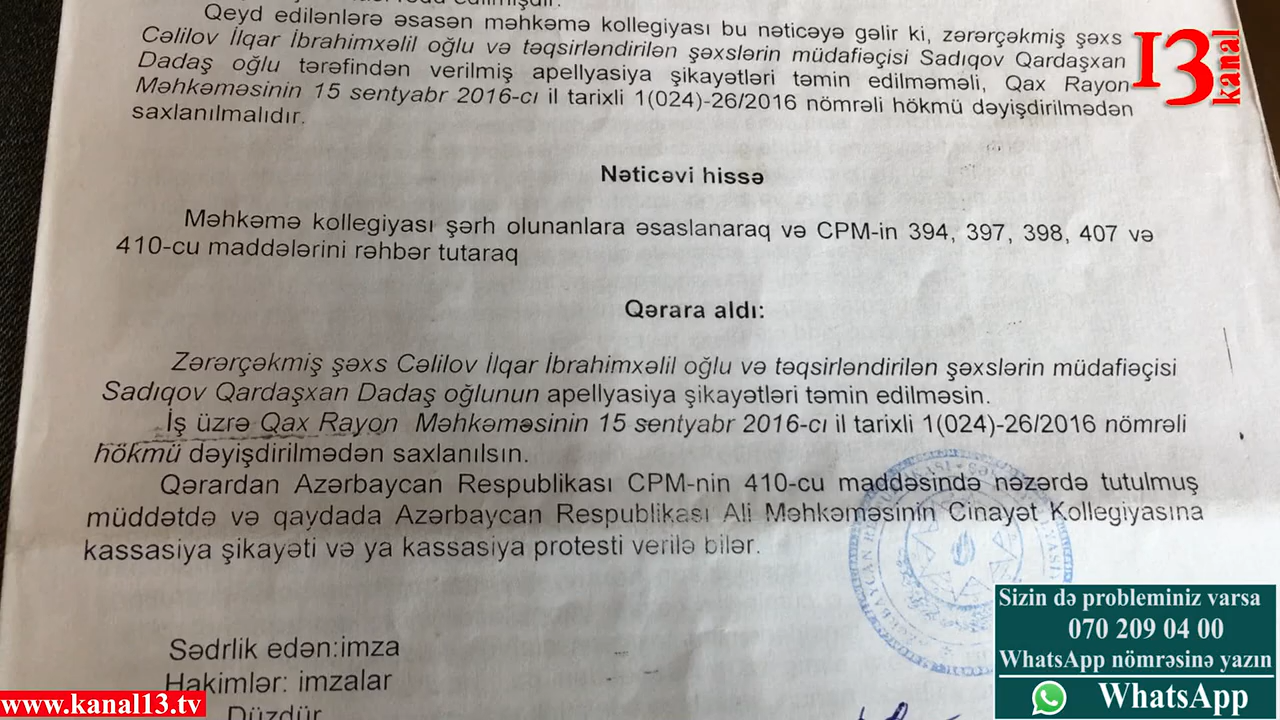 Qeyd edilənlərə əsasən məhkəmə kollegiyası bu nəticəyə gəlir ki, zərərçəkmiş şəxs
Cəlilov İlqar İbrahimxəlil oğlu və təqsirləndirilən şəxslərin müdafiəçisi Sadıqov Qardaşxan
Dadaş oğlu tərəfindən verilmiş apellyasiya şikayətləri təmin edilməməli, Qax Rayon
Məhkəməsinin 15 sentyabr 2016-cı il tarixli 1(024)-26/2016 nömrəli hökmü dəyişdirilmədən
saxlanılmalıdır.
13 kanal
Nəticəvi hissə
Məhkəmə kollegiyası şərh olunanlara əsaslanaraq və CPM-in 394, 397, 398, 407 və
410-cu maddələrini rəhbər tutaraq
Qərara aldı:
Zərərçəkmiş şəxs Cəlilov İlqar İbrahimxəlil oğlu və təqsirləndirilən şəxslərin müdafiəçisi
Sadıqov Qardaşxan Dadaş oğlunun apellyasiya şikayətləri təmin edilməsin.
İş üzrə Qax Rayon Məhkəməsinin 15 sentyabr 2016-cı il tarixli 1(024)-26/2016 nömrəli
hökmü dəyişdirilmədən saxlanılsın.
Qərardan Azərbaycan Respublikası CPM-nin 410-cu maddəsində nəzərdə tutulmuş
müddətdə və qaydada Azərbaycan Respublikası Ali Məhkəməsinin Cinayət Kollegiyasına
kassasiya şikayəti və ya kassasiya protesti verilə bilər.
Sədrlik edən:imza
Hakimlər: imzalar
Düzdür
www.kanal13.tv
Sizin də probleminiz varsa
070 209 04 00
WhatsApp nömrəsinə yazın
WhatsApp